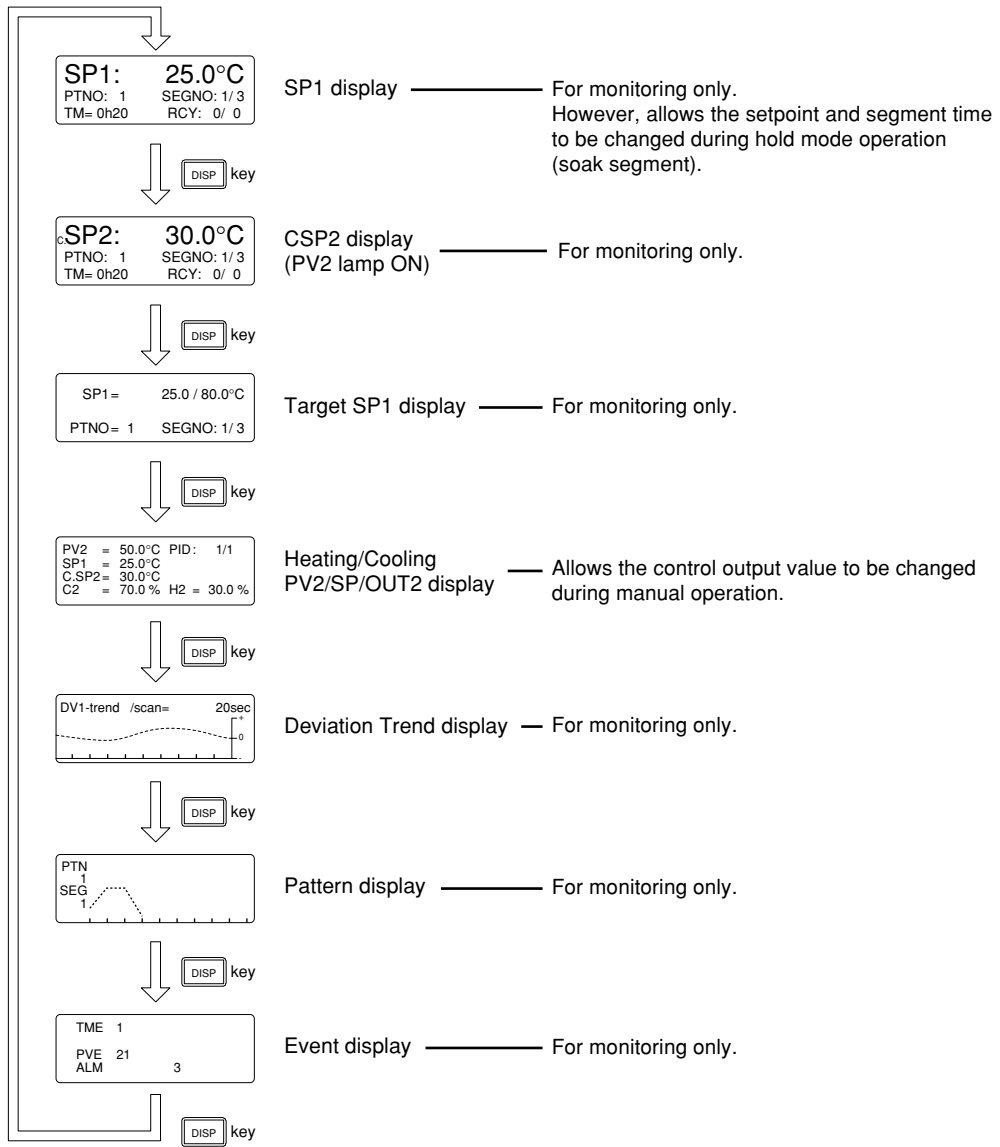 SP1: 25.0°C
PTNO: 1 SEGNO: 1/ 3
TM= 0h20 RCY: 0/ 0
SP1 display
For monitoring only.
However, allows the setpoint and segment time
to be changed during hold mode operation
(soak segment).
DISP key
C.SP2: 30.0°C
PTNO: 1 SEGNO: 1/ 3
TM= 0h20 RCY: 0/ 0
CSP2 display
(PV2 lamp ON)
For monitoring only.
DISP key
SP1= 25.0 / 80.0°C
PTNO= 1 SEGNO: 1/ 3
Target SP1 display
For monitoring only.
DISP key
PV2 = 50.0°C PID: 1/1
SP1 = 25.0°C
C.SP2= 30.0°C
C2 = 70.0 % H2 = 30.0 %
Heating/Cooling
PV2/SP/OUT2 display
Allows the control output value to be changed
during manual operation.
DISP key
DV1-trend /scan= 20sec
+
0
-
Deviation Trend display
For monitoring only.
DISP key
PTN
1
SEG
1
Pattern display
For monitoring only.
DISP key
TME 1
PVE 21
ALM 3
Event display
For monitoring only.
DISP key